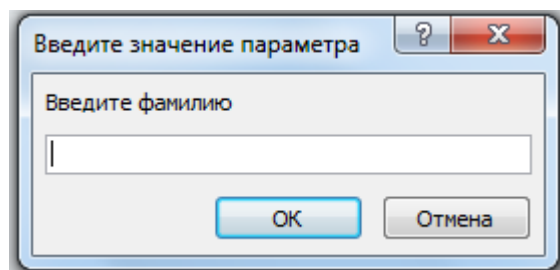 Введите значение параметра
Введите фамилию
ОК
Отмена